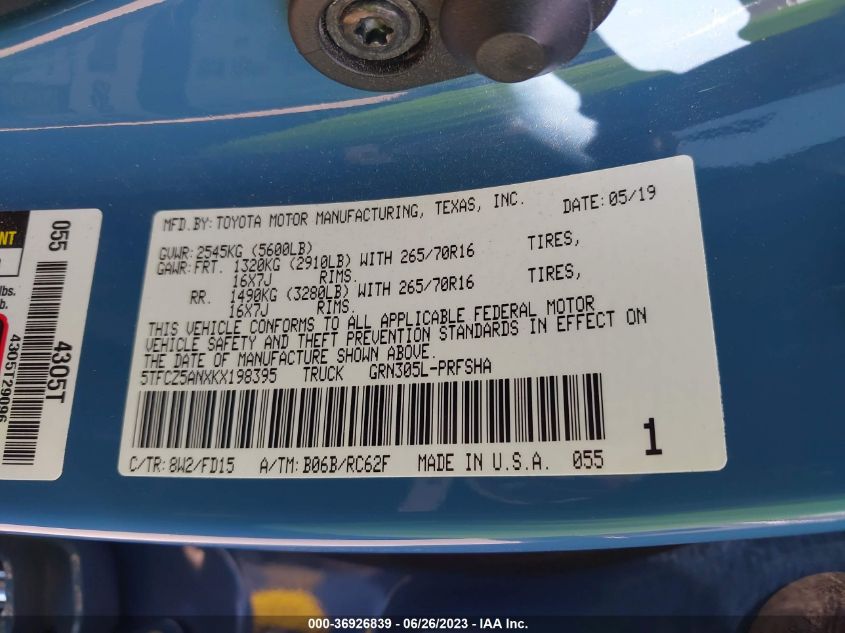 MFD.BY: TOYOTA MOTOR MANUFACTURING, TEXAS, INC. DATE: 05/19
GVWR: 2545KG (5600LB)
GAWR: FRT. 1320KG (2910LB) WITH 265/70R16 TIRES,
16X7J RIMS.
RR. 1490KG (3280LB) WITH 265/70R16 TIRES,
16X7J RIMS.
THIS VEHICLE CONFORMS TO ALL APPLICABLE FEDERAL MOTOR
VEHICLE SAFETY AND THEFT PREVENTION STANDARDS IN EFFECT ON
THE DATE OF MANUFACTURE SHOWN ABOVE.
5TFCZ5ANXKX198395 TRUCK GRN305L-PRFSHA
C/TR: 8W2/FD15 A/TM: B06B/RC62F MADE IN U.S.A. 055
1
NT
lbs.
b.
055
4305T
4305T29096
000-36926839 / 06/26/2023 - IAA Inc.